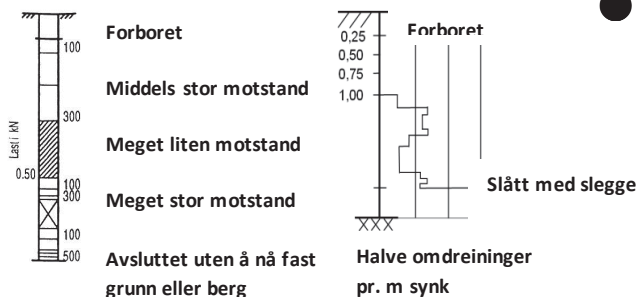 Forboret
100
Middels stor motstand
300
Last i kN
Meget liten motstand
0.50
100
300
Meget stor motstand
100
500
Avsluttet uten å nå fast
grunn eller berg
Forboret
0,25
0,50
0,75
1,00
Slått med slegge
XXX
Halve omdreininger
pr. m synk